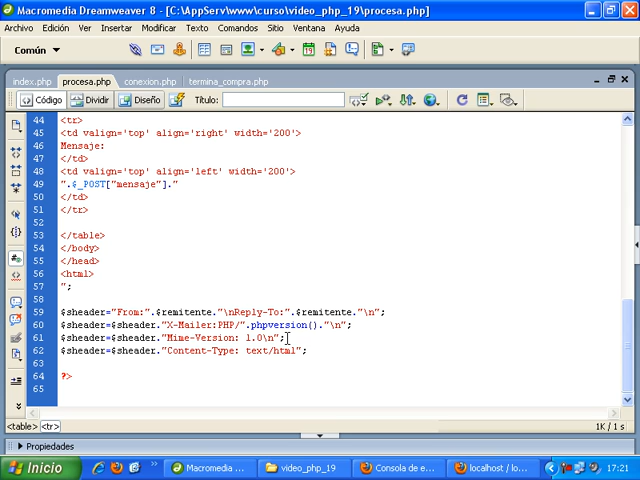 Macromedia Dreamweaver 8 - [C:\AppServ\www\curso\video_php_19\procesa.php]
Archivo Edición Ver Insertar Modificar Texto Comandos Sitio Ventana Ayuda
Común
index.php procesa.php conexion.php termina_compra.php
Código Dividir Diseño Título:
44 <tr>
45 <td valign='top' align='right' width='200'>
46 Mensaje:
47 </td>
48 <td valign='top' align='left' width='200'>
49 ".$_POST["mensaje"]."
50 </td>
51 </tr>
52
53 </table>
54 </body>
55 </head>
56 <html>
57 ";
58
59 $sheader="From:".$remitente."\nReply-To:".$remitente."\n";
60 $sheader=$sheader."X-Mailer:PHP/".phpversion()."\n";
61 $sheader=$sheader."Mime-Version: 1.0\n";
62 $sheader=$sheader."Content-Type: text/html";
63
64 ?>
65
<table> <tr> 1K / 1 s
Propiedades
Inicio Macromedia Dre... video_php_19 Consola de e... localhost / lo... 17:21